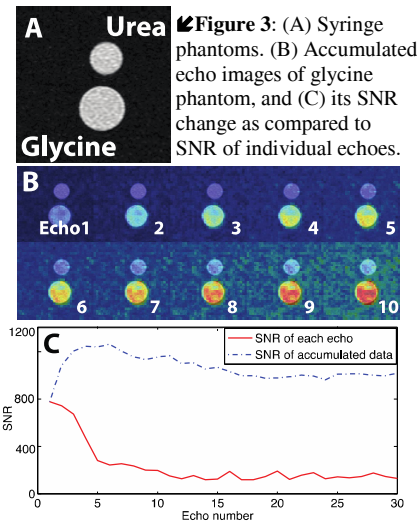 A
Urea
Glycine
↙Figure 3: (A) Syringe
phantoms. (B) Accumulated
echo images of glycine
phantom, and (C) its SNR
change as compared to
SNR of individual echoes.
B
Echo1 2 3 4 5
6 7 8 9 10
C
SNR of each echo
SNR of accumulated data
1200
800
400
0
SNR
0 5 10 15 20 25 30
Echo number